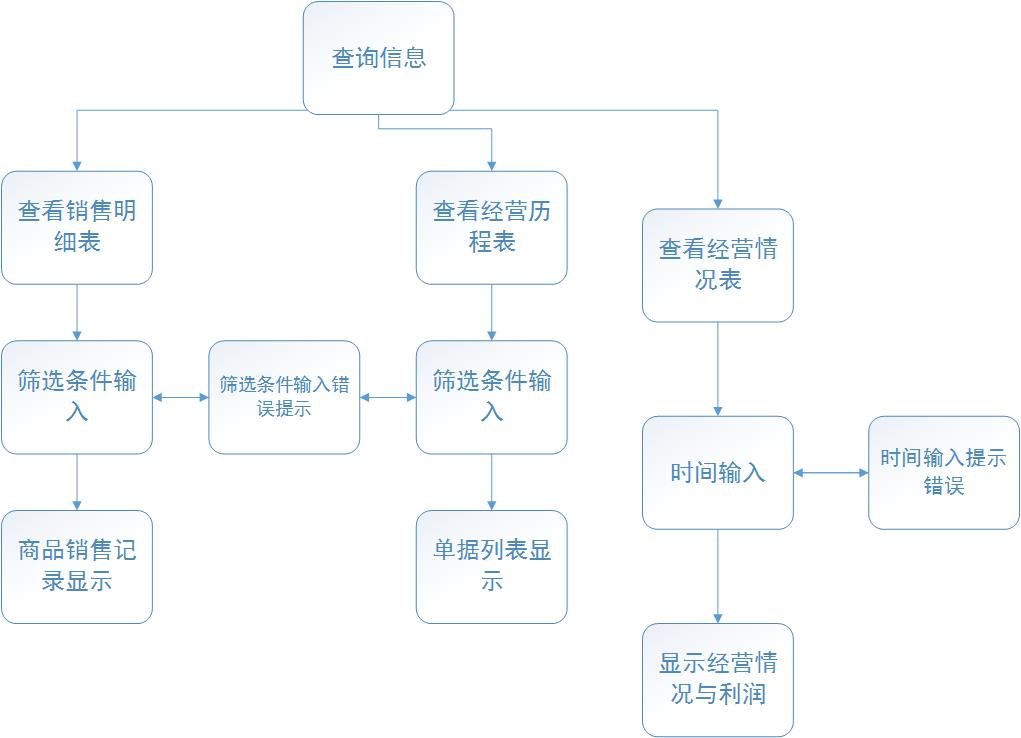 查询信息
查看销售明
细表
查看经营历
程表
查看经营情
况表
筛选条件输
入
筛选条件输入错
误提示
筛选条件输
入
时间输入
时间输入提示
错误
商品销售记
录显示
单据列表显
示
显示经营情
况与利润